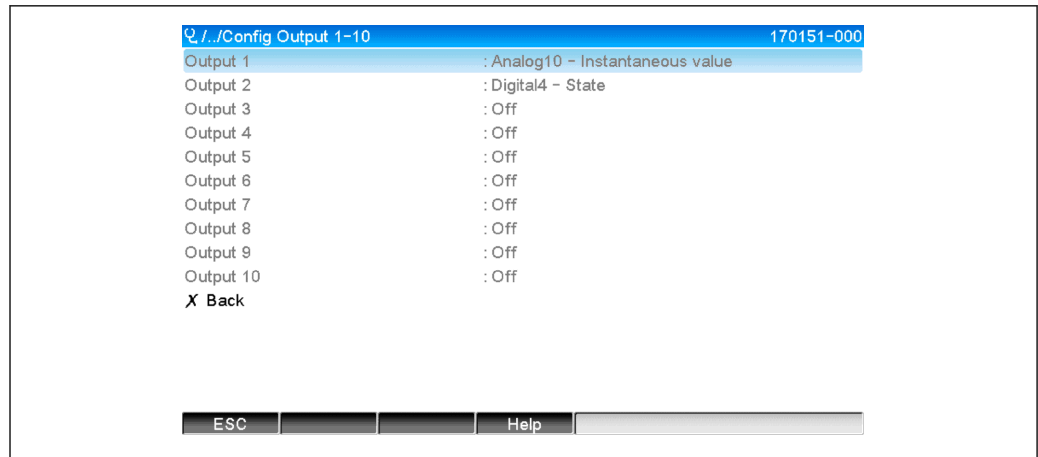 /../Config Output 1-10 170151-000
Output 1 : Analog10 - Instantaneous value
Output 2 : Digital4 - State
Output 3 : Off
Output 4 : Off
Output 5 : Off
Output 6 : Off
Output 7 : Off
Output 8 : Off
Output 9 : Off
Output 10 : Off
X Back
ESC Help